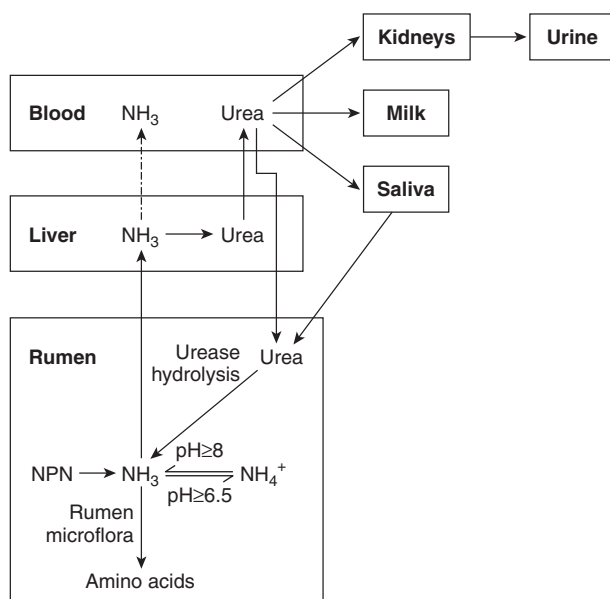 Kidneys
Urine
Blood
NH₃
Urea
Milk
Saliva
Liver
NH₃
Urea
Rumen
Urease
hydrolysis
Urea
pH≥8
NPN
NH₃
NH₄⁺
pH≥6.5
Rumen
microflora
Amino acids